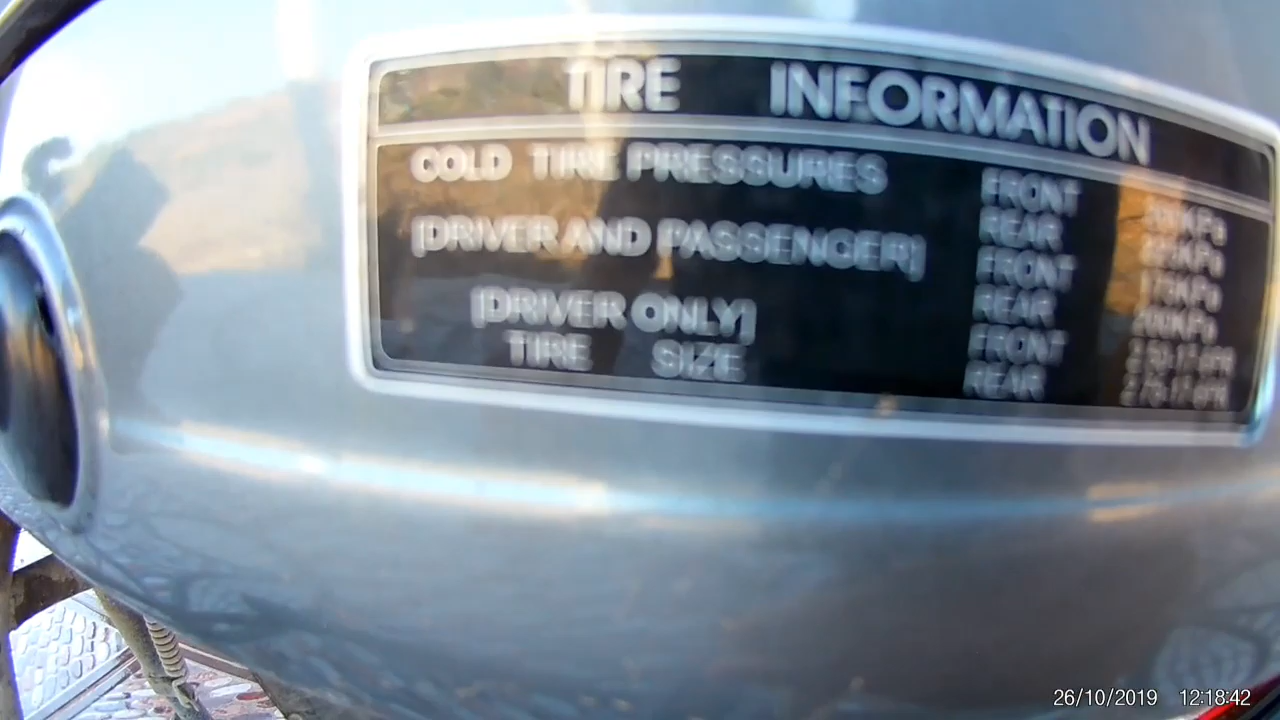 TIRE INFORMATION
COLD TIRE PRESSURES FRONT
REAR
[DRIVER AND PASSENGER] FRONT
REAR
[DRIVER ONLY] FRONT
TIRE SIZE REAR
26/10/2019 12:18:42